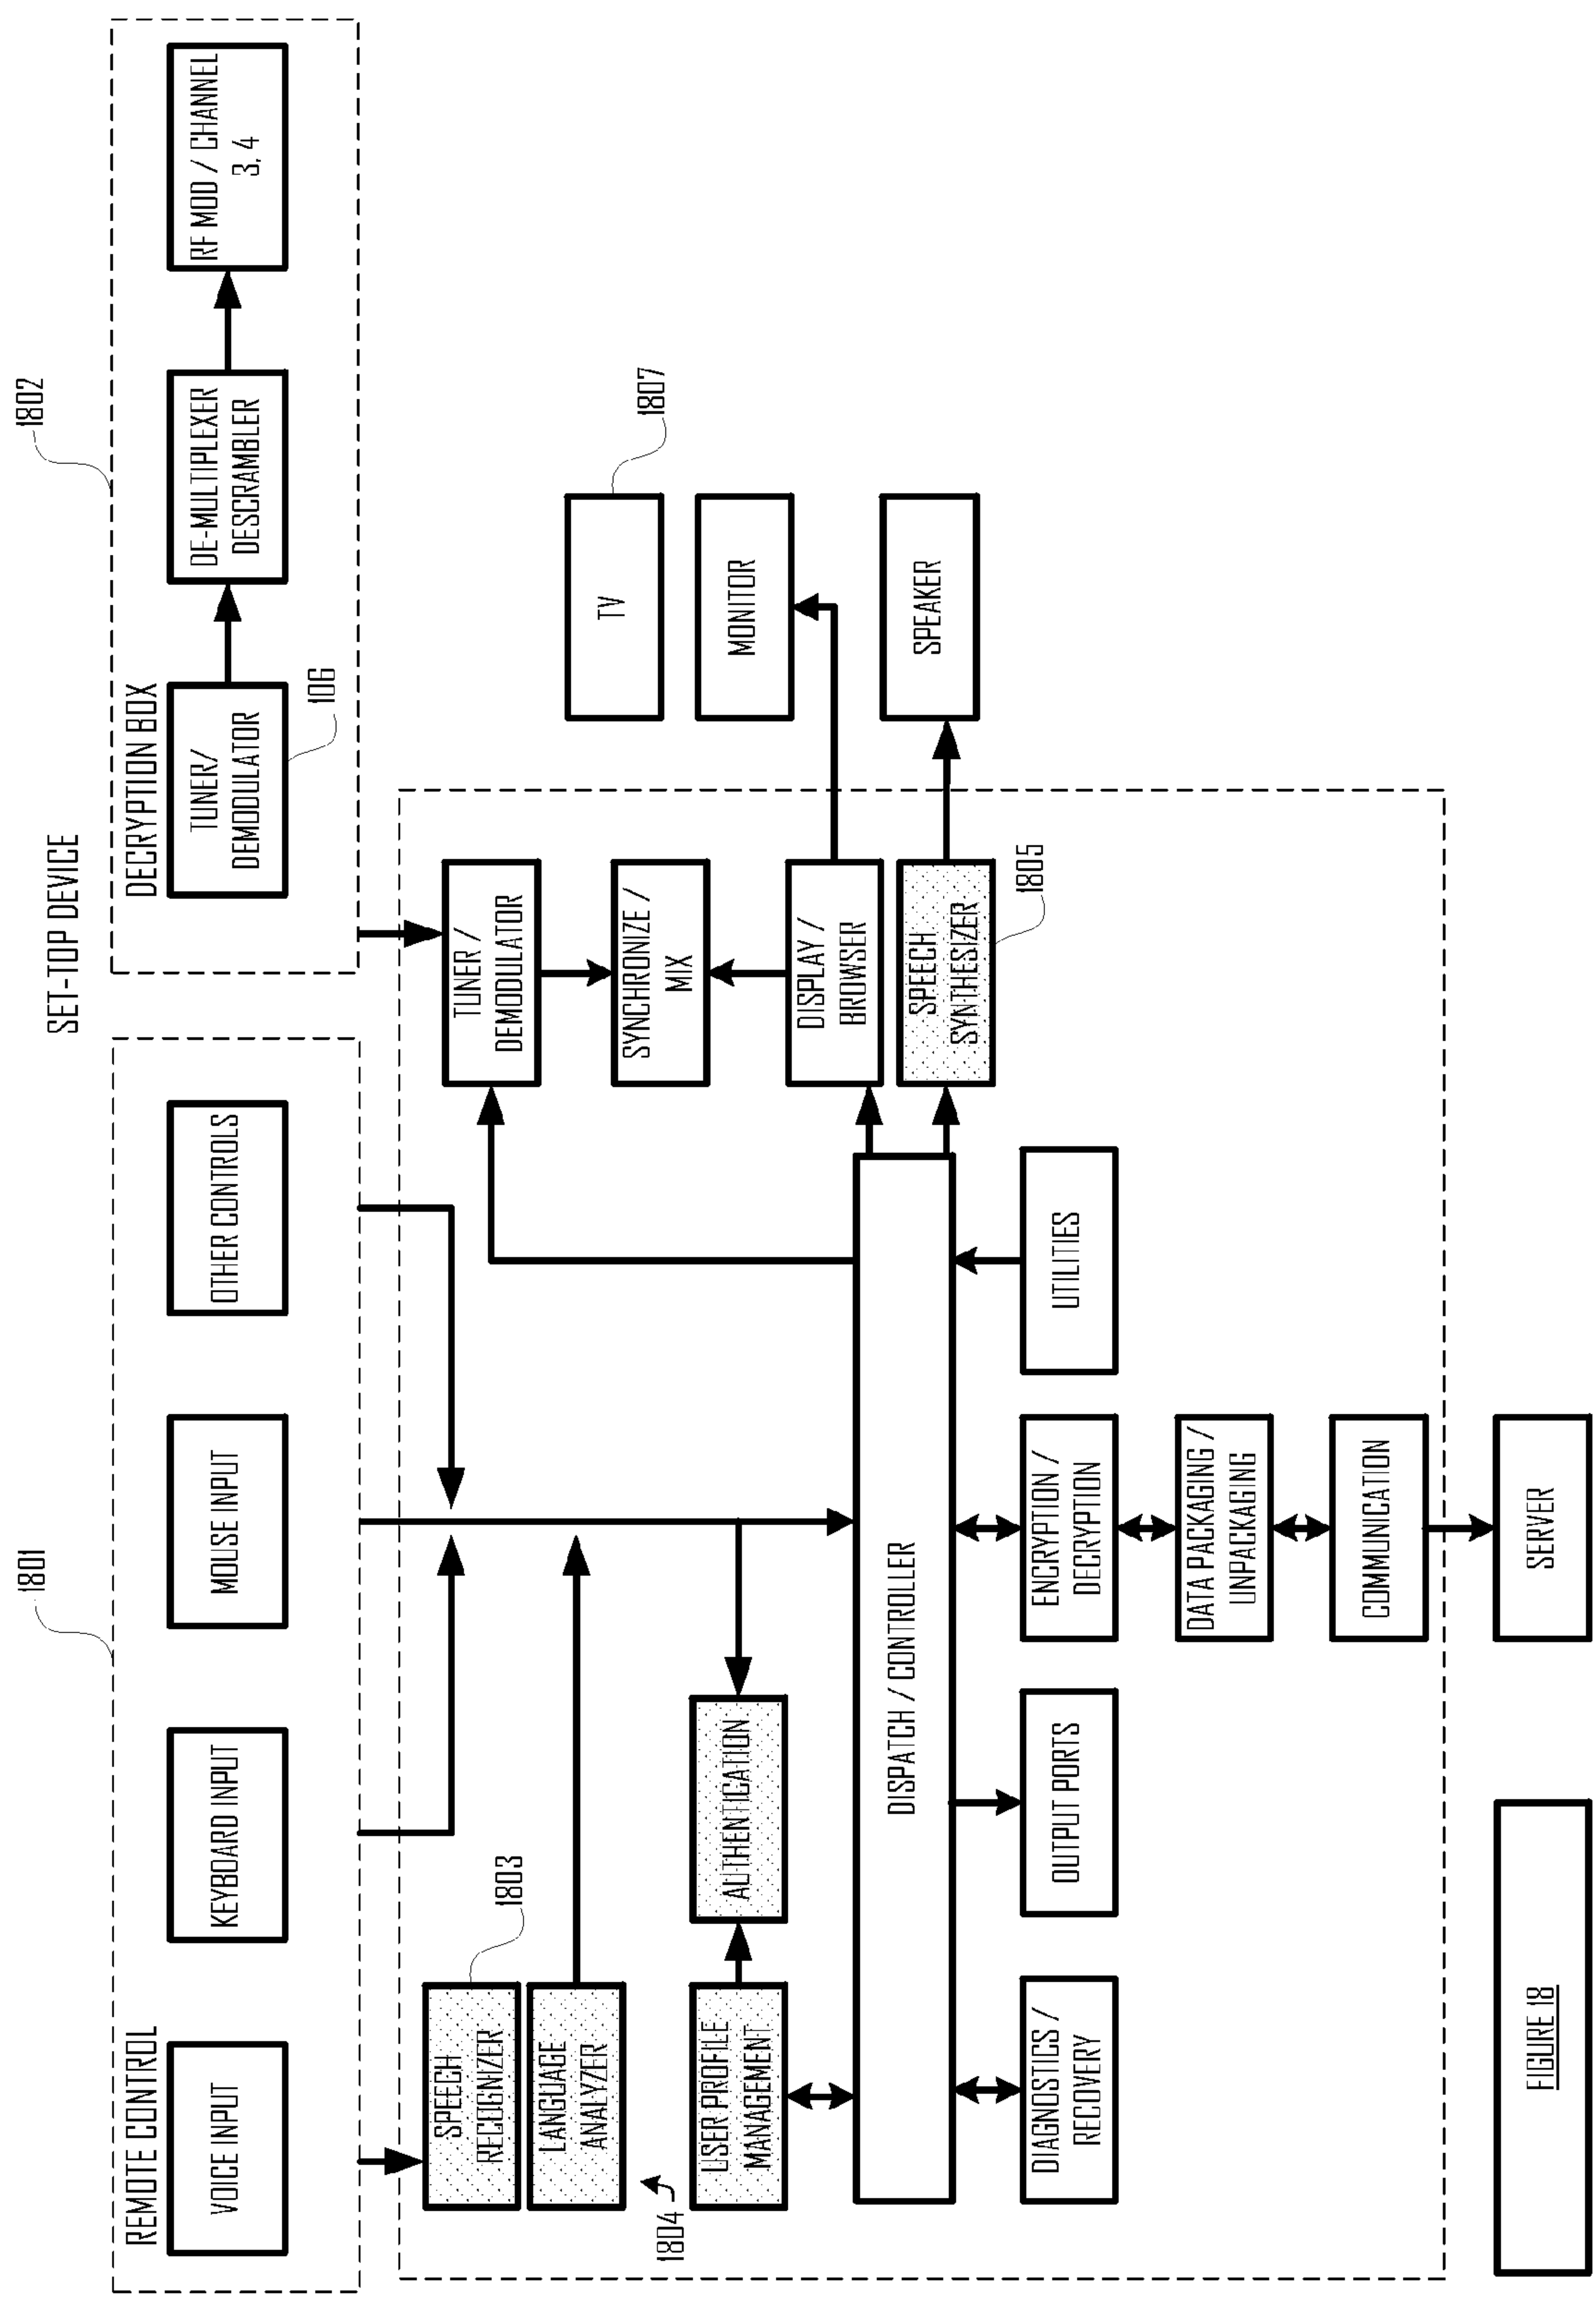 SET-TOP DEVICE
1801
1802
REMOTE CONTROL
VOICE INPUT
KEYBOARD INPUT
MOUSE INPUT
OTHER CONTROLS
DECRYPTION BOX
TUNER/
DEMODULATOR
106
DE-MULTIPLEXER
DESCRAMBLER
RF MOD / CHANNEL
3, 4
SPEECH
RECOGNIZER
1803
LANGUAGE
ANALYZER
1804
USER PROFILE
MANAGEMENT
AUTHENTICATION
TUNER /
DEMODULATOR
SYNCHRONIZE /
MIX
DISPLAY /
BROWSER
SPEECH
SYNTHESIZER
1805
TV
1807
MONITOR
SPEAKER
DISPATCH / CONTROLLER
DIAGNOSTICS /
RECOVERY
OUTPUT PORTS
ENCRYPTION /
DECRYPTION
UTILITIES
DATA PACKAGING /
UNPACKAGING
COMMUNICATION
SERVER
FIGURE 18